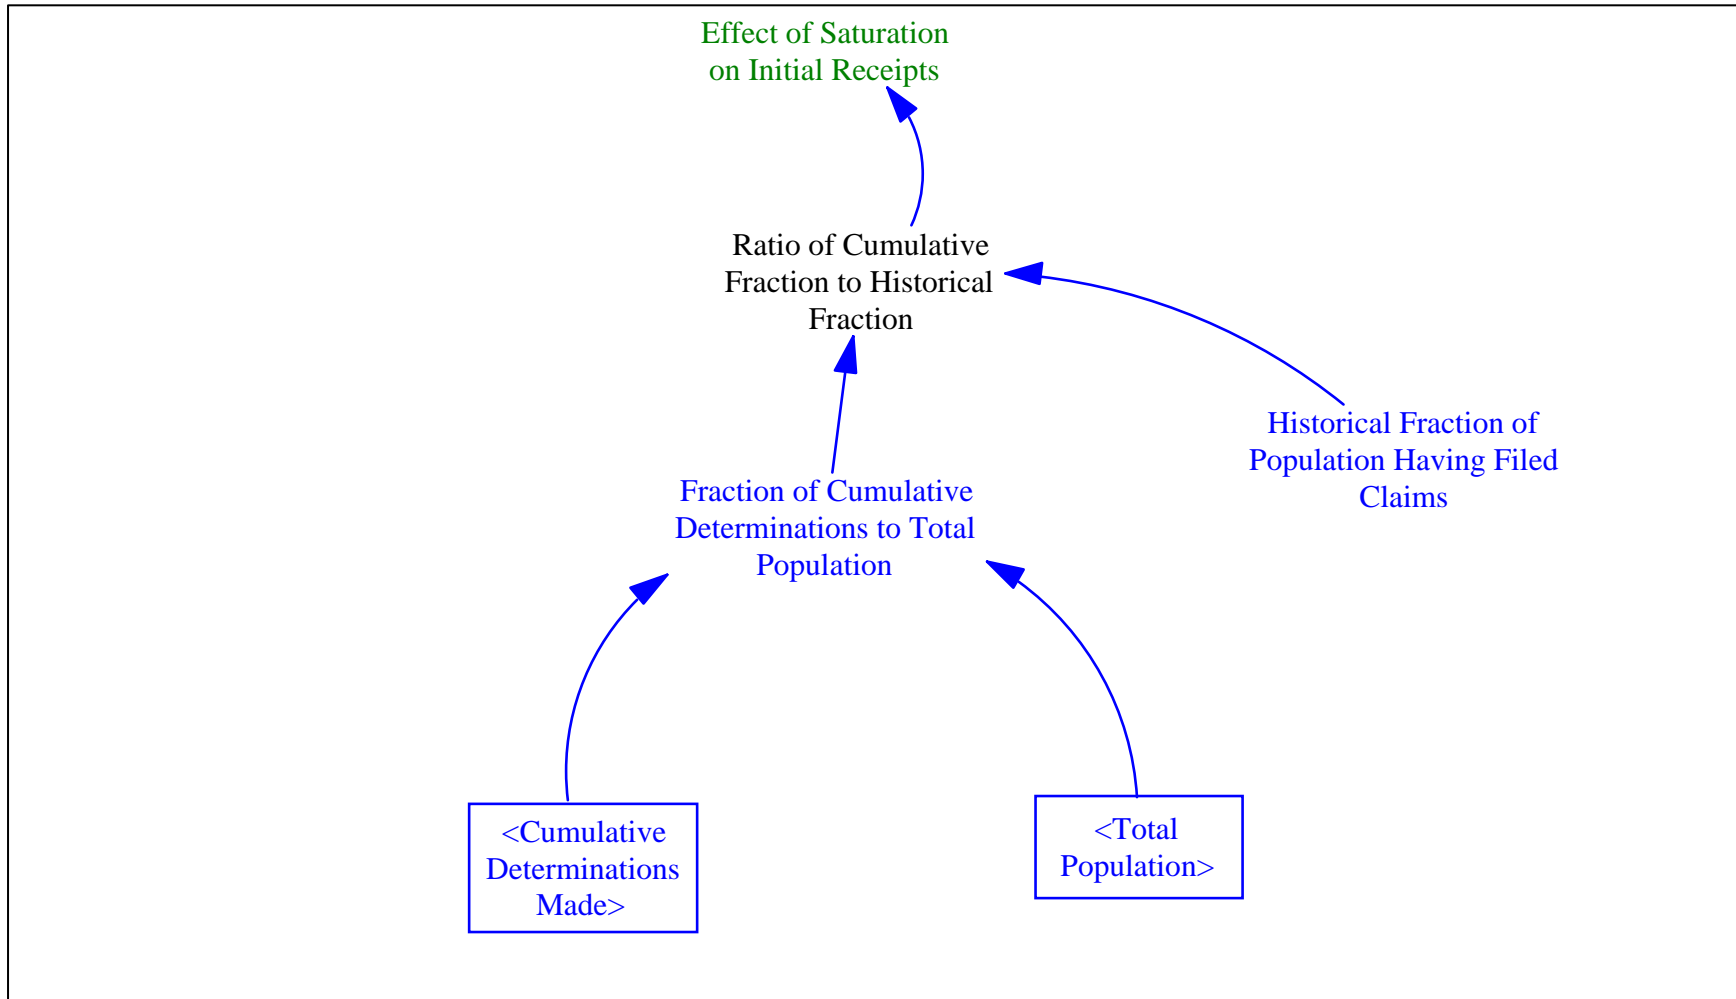 Effect of Saturation
on Initial Receipts
Ratio of Cumulative
Fraction to Historical
Fraction
Historical Fraction of
Population Having Filed
Claims
Fraction of Cumulative
Determinations to Total
Population
<Cumulative
Determinations
Made>
<Total
Population>